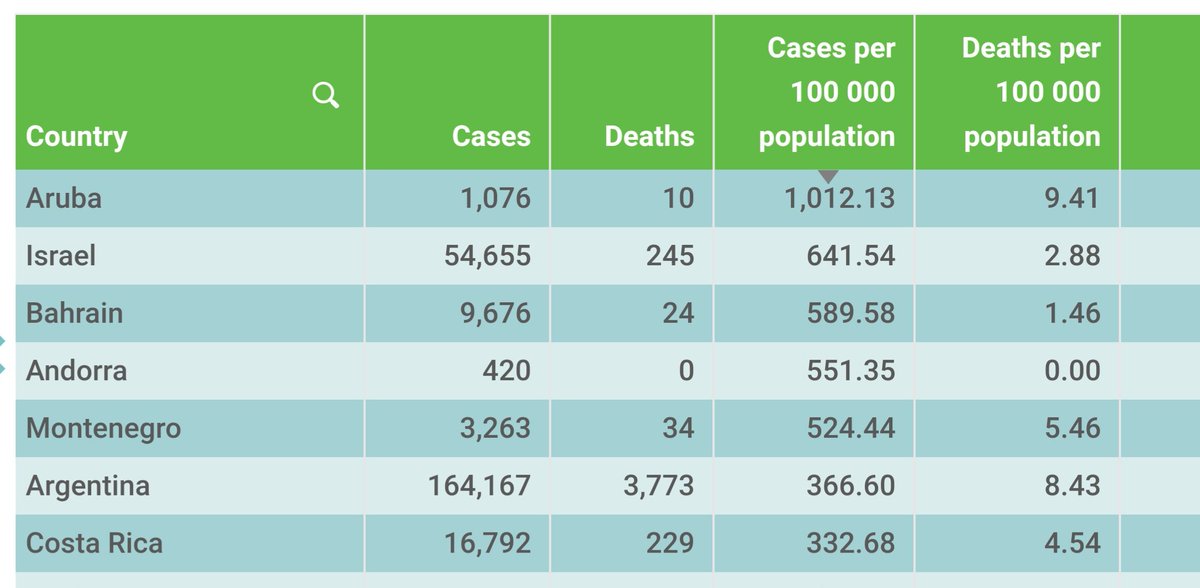 Country Cases Deaths Cases per 100 000 population Deaths per 100 000 population
Aruba 1,076 10 1,012.13 9.41
Israel 54,655 245 641.54 2.88
Bahrain 9,676 24 589.58 1.46
Andorra 420 0 551.35 0.00
Montenegro 3,263 34 524.44 5.46
Argentina 164,167 3,773 366.60 8.43
Costa Rica 16,792 229 332.68 4.54